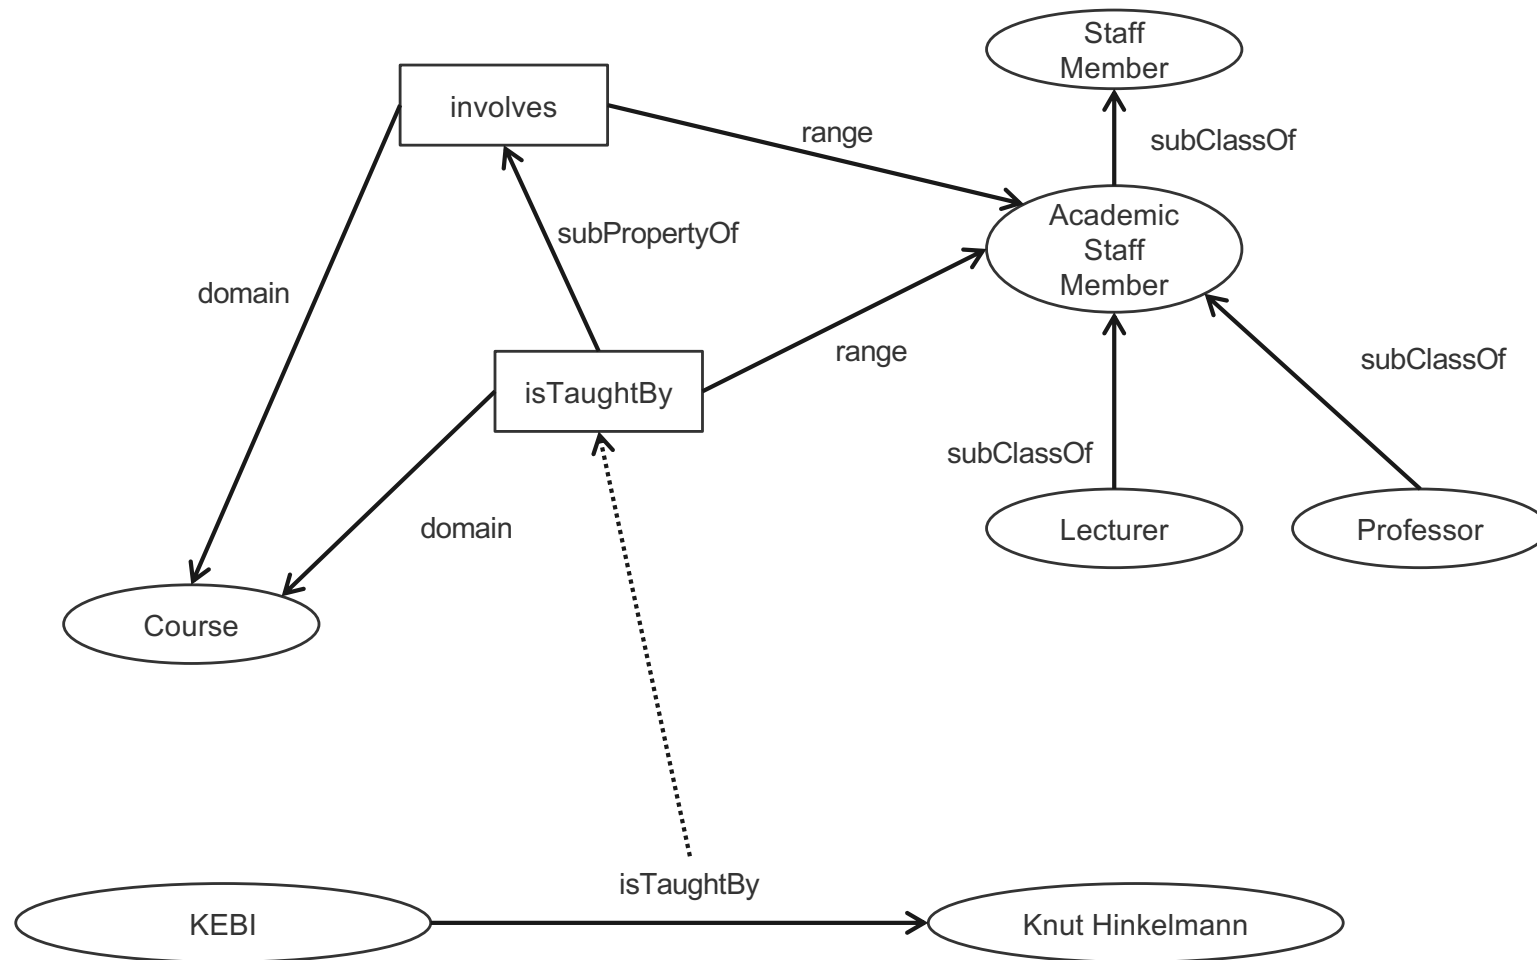 Staff
Member
involves
range
subClassOf
Academic
Staff
Member
subPropertyOf
domain
range
subClassOf
isTaughtBy
subClassOf
domain
Lecturer
Professor
Course
isTaughtBy
KEBI
Knut Hinkelmann